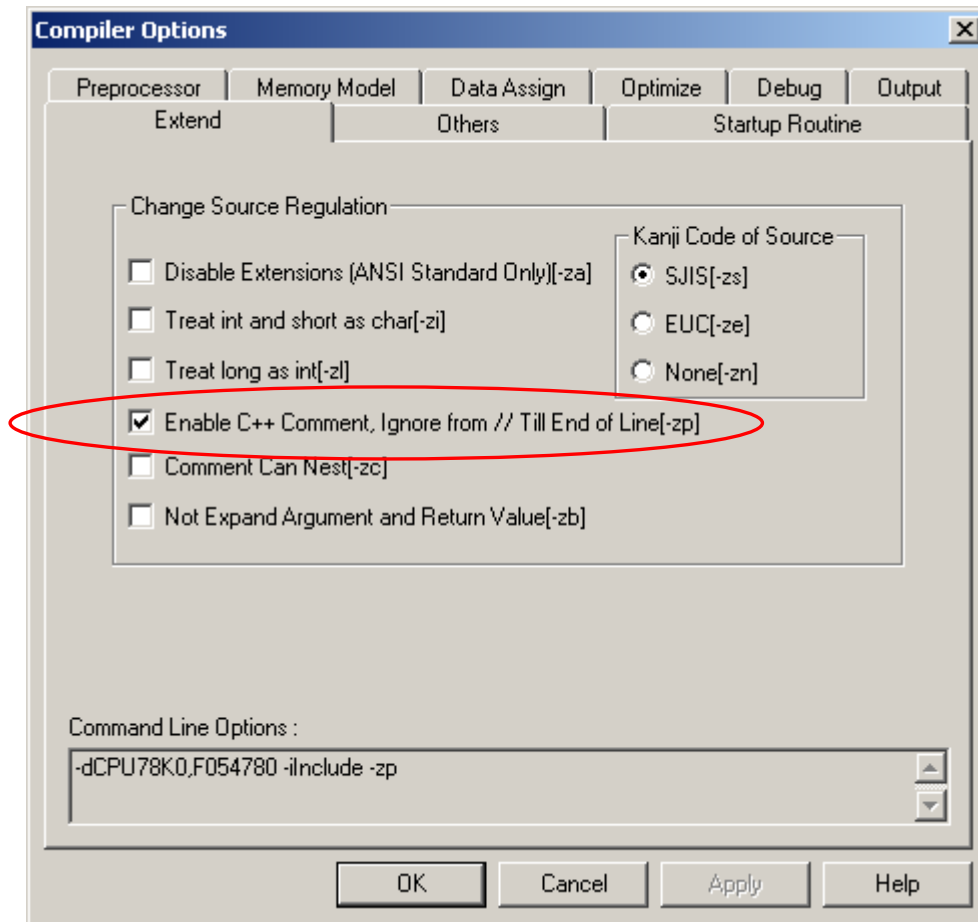 Compiler Options
Preprocessor Memory Model Data Assign Optimize Debug Output
Extend Others Startup Routine
Change Source Regulation
Kanji Code of Source
Disable Extensions (ANSI Standard Only)[-za]
SJIS[-zs]
Treat int and short as char[-zi]
EUC[-ze]
Treat long as int[-zl]
None[-zn]
Enable C++ Comment, Ignore from // Till End of Line[-zp]
Comment Can Nest[-zc]
Not Expand Argument and Return Value[-zb]
Command Line Options :
-dCPU78K0,F054780 -iInclude -zp
OK Cancel Apply Help